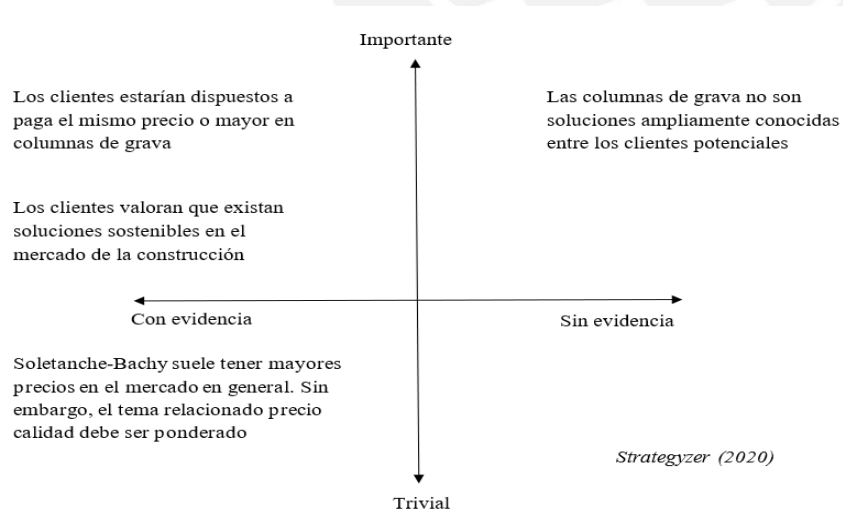 Importante
Los clientes estarían dispuestos a
paga el mismo precio o mayor en
columnas de grava
Las columnas de grava no son
soluciones ampliamente conocidas
entre los clientes potenciales
Los clientes valoran que existan
soluciones sostenibles en el
mercado de la construcción
Con evidencia
Sin evidencia
Soletanche-Bachy suele tener mayores
precios en el mercado en general. Sin
embargo, el tema relacionado precio
calidad debe ser ponderado
Strategyzer (2020)
Trivial